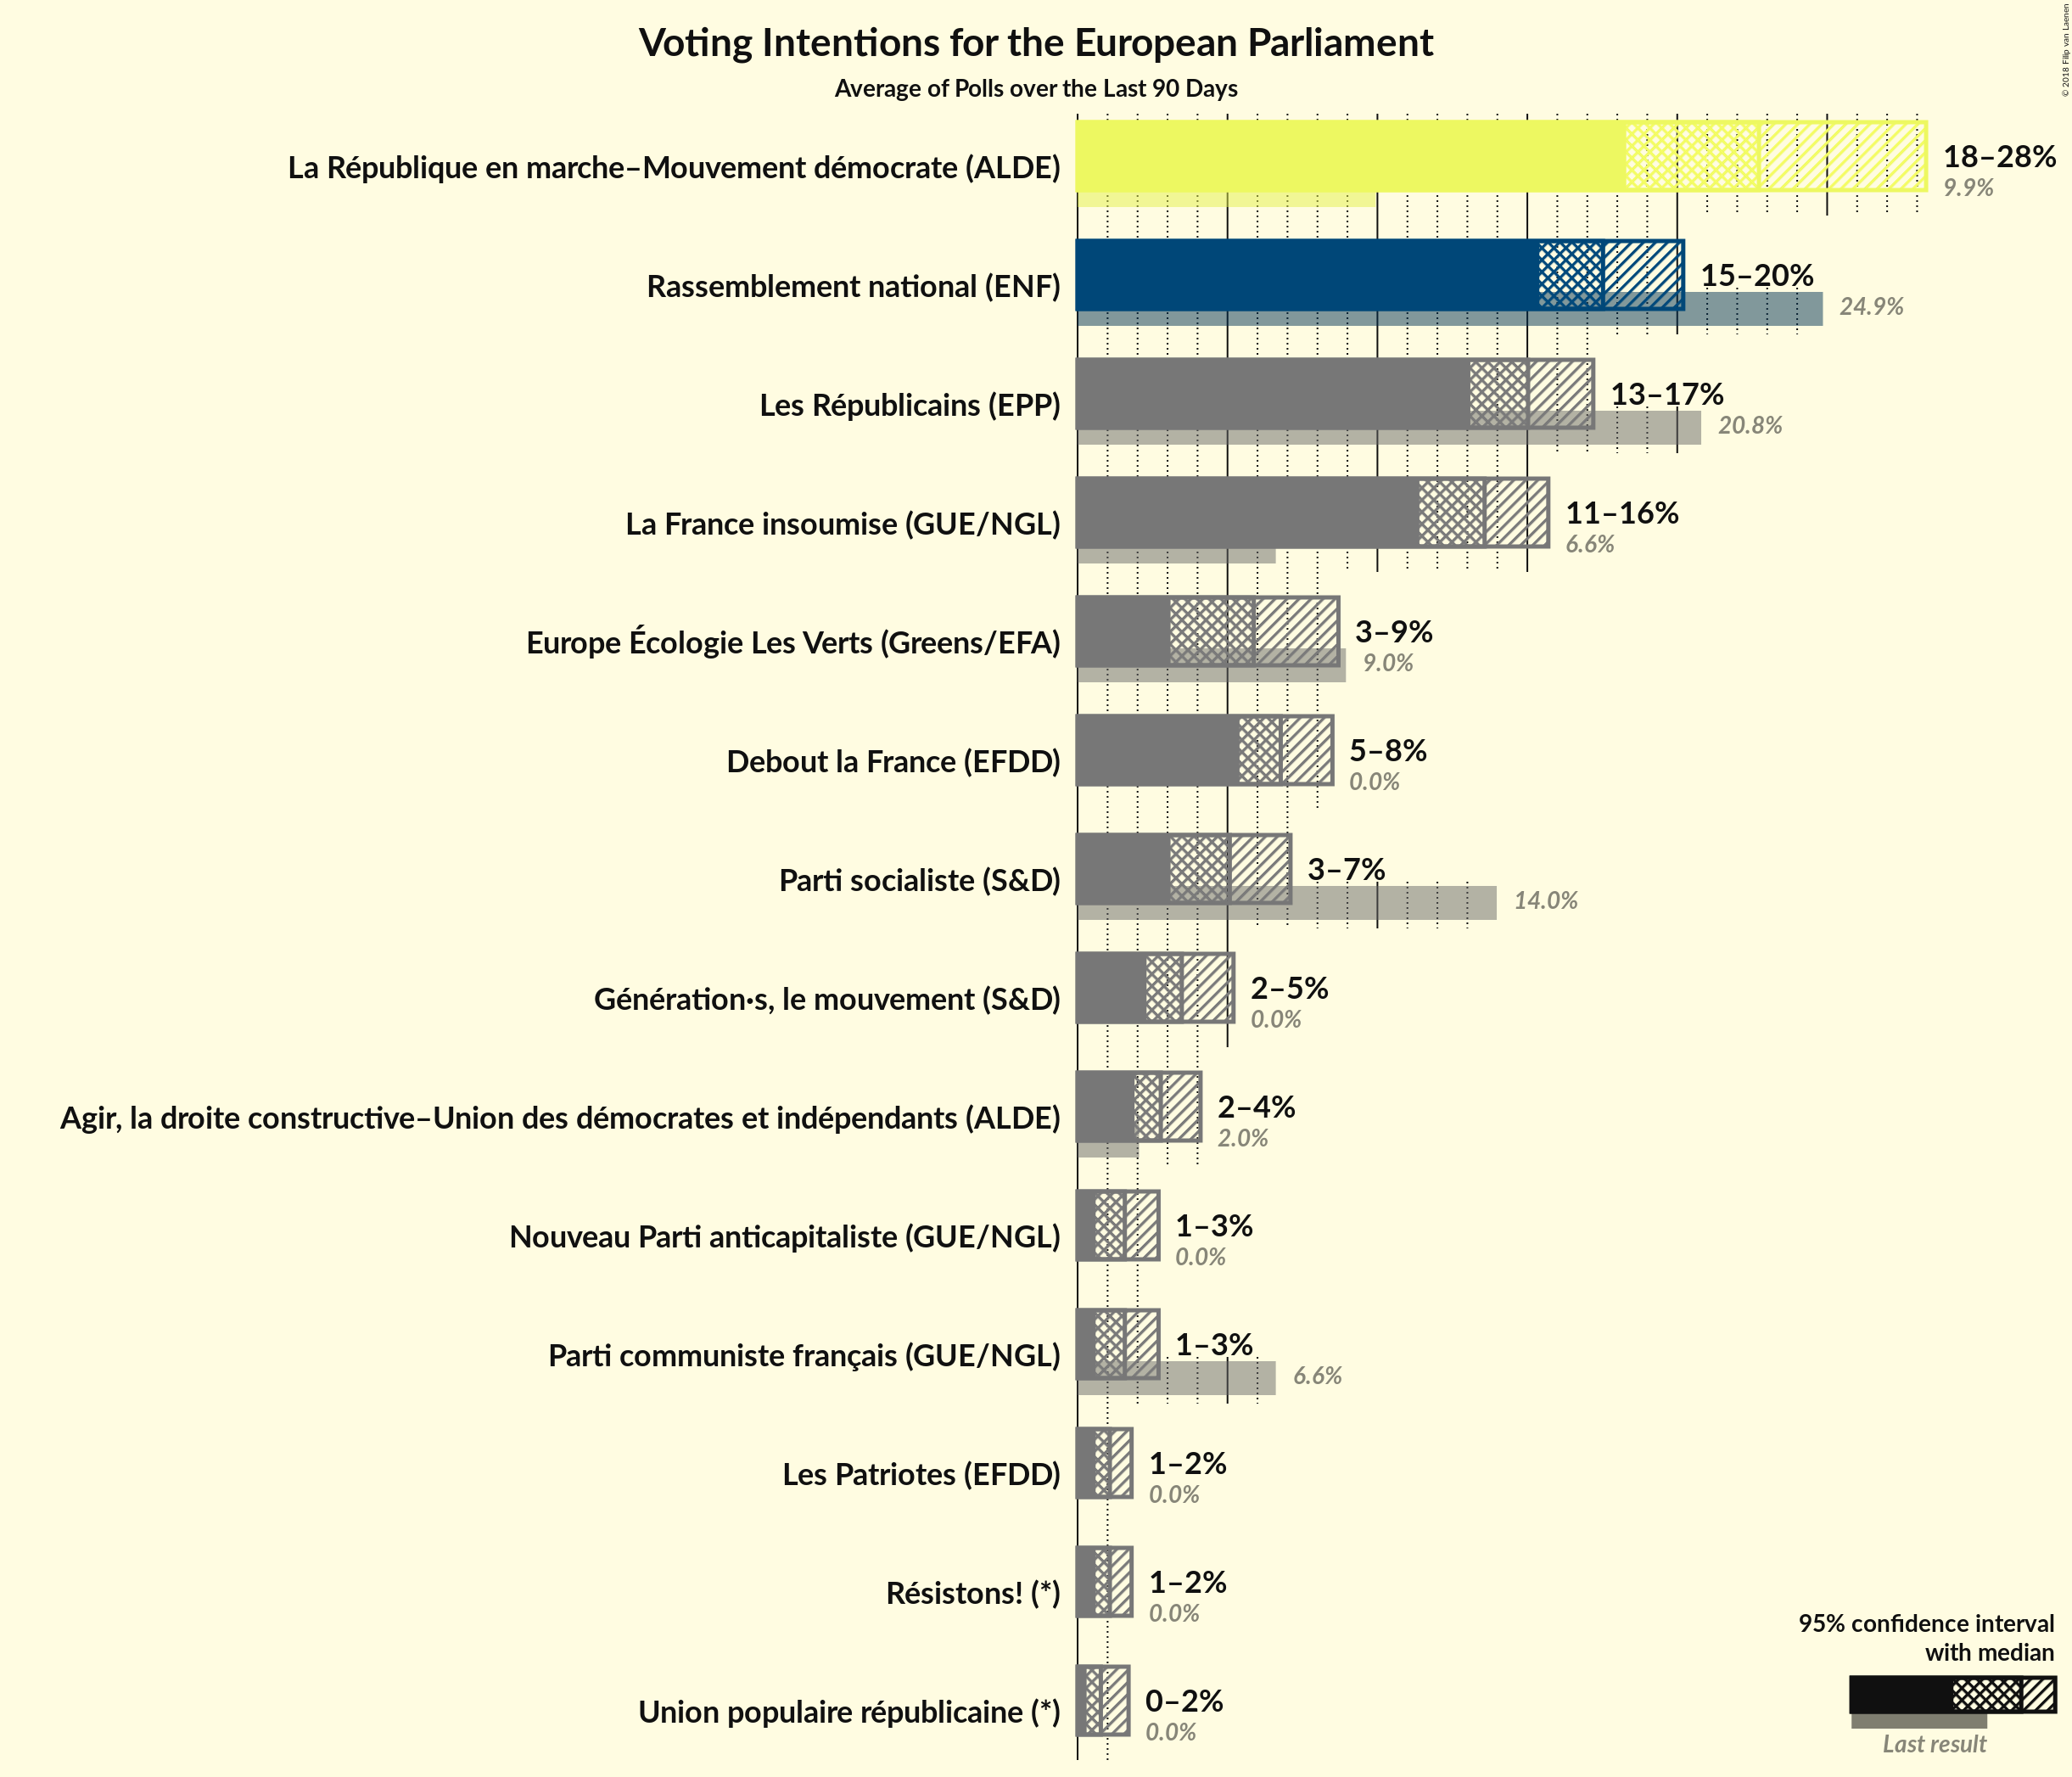 Voting Intentions for the European Parliament
Average of Polls over the Last 90 Days
© 2018 Filip van Laenen
La République en marche–Mouvement démocrate (ALDE)
18–28%
9.9%
Rassemblement national (ENF)
15–20%
24.9%
Les Républicains (EPP)
13–17%
20.8%
La France insoumise (GUE/NGL)
11–16%
6.6%
Europe Écologie Les Verts (Greens/EFA)
3–9%
9.0%
Debout la France (EFDD)
5–8%
0.0%
Parti socialiste (S&D)
3–7%
14.0%
Génération·s, le mouvement (S&D)
2–5%
0.0%
Agir, la droite constructive–Union des démocrates et indépendants (ALDE)
2–4%
2.0%
Nouveau Parti anticapitaliste (GUE/NGL)
1–3%
0.0%
Parti communiste français (GUE/NGL)
1–3%
6.6%
Les Patriotes (EFDD)
1–2%
0.0%
Résistons! (*)
1–2%
0.0%
Union populaire républicaine (*)
0–2%
0.0%
95% confidence interval
with median
Last result